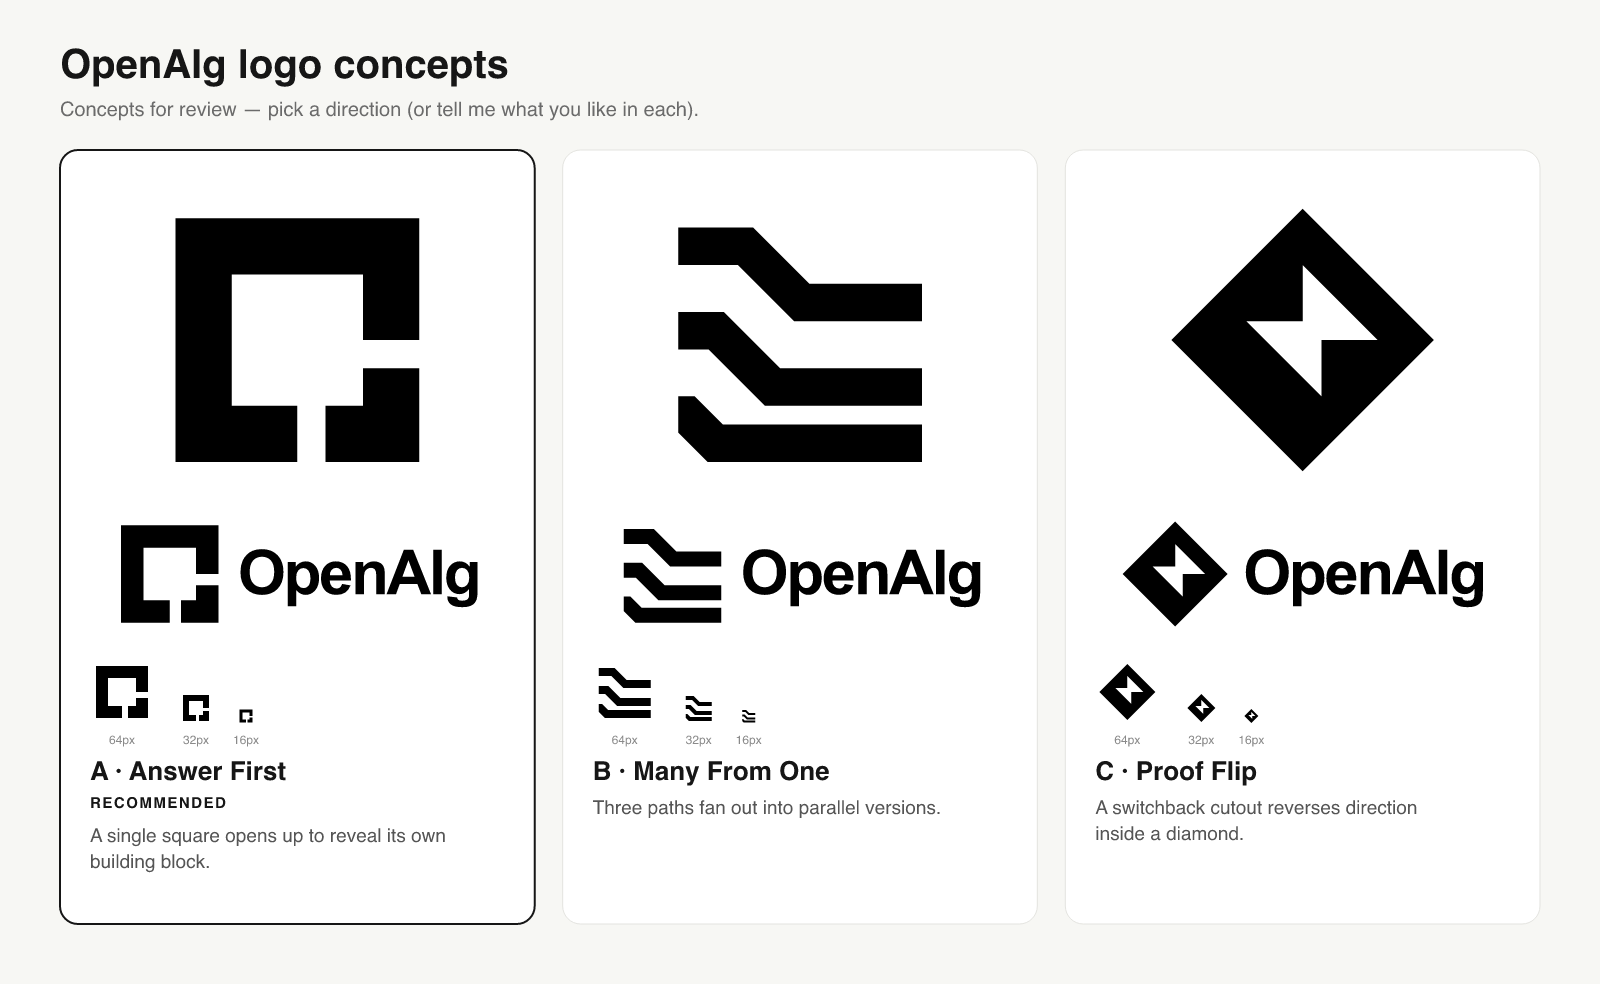 OpenAlg logo concepts
Concepts for review — pick a direction (or tell me what you like in each).
OpenAlg
64px 32px 16px
A · Answer First
RECOMMENDED
A single square opens up to reveal its own
building block.
OpenAlg
64px 32px 16px
B · Many From One
Three paths fan out into parallel versions.
OpenAlg
64px 32px 16px
C · Proof Flip
A switchback cutout reverses direction
inside a diamond.